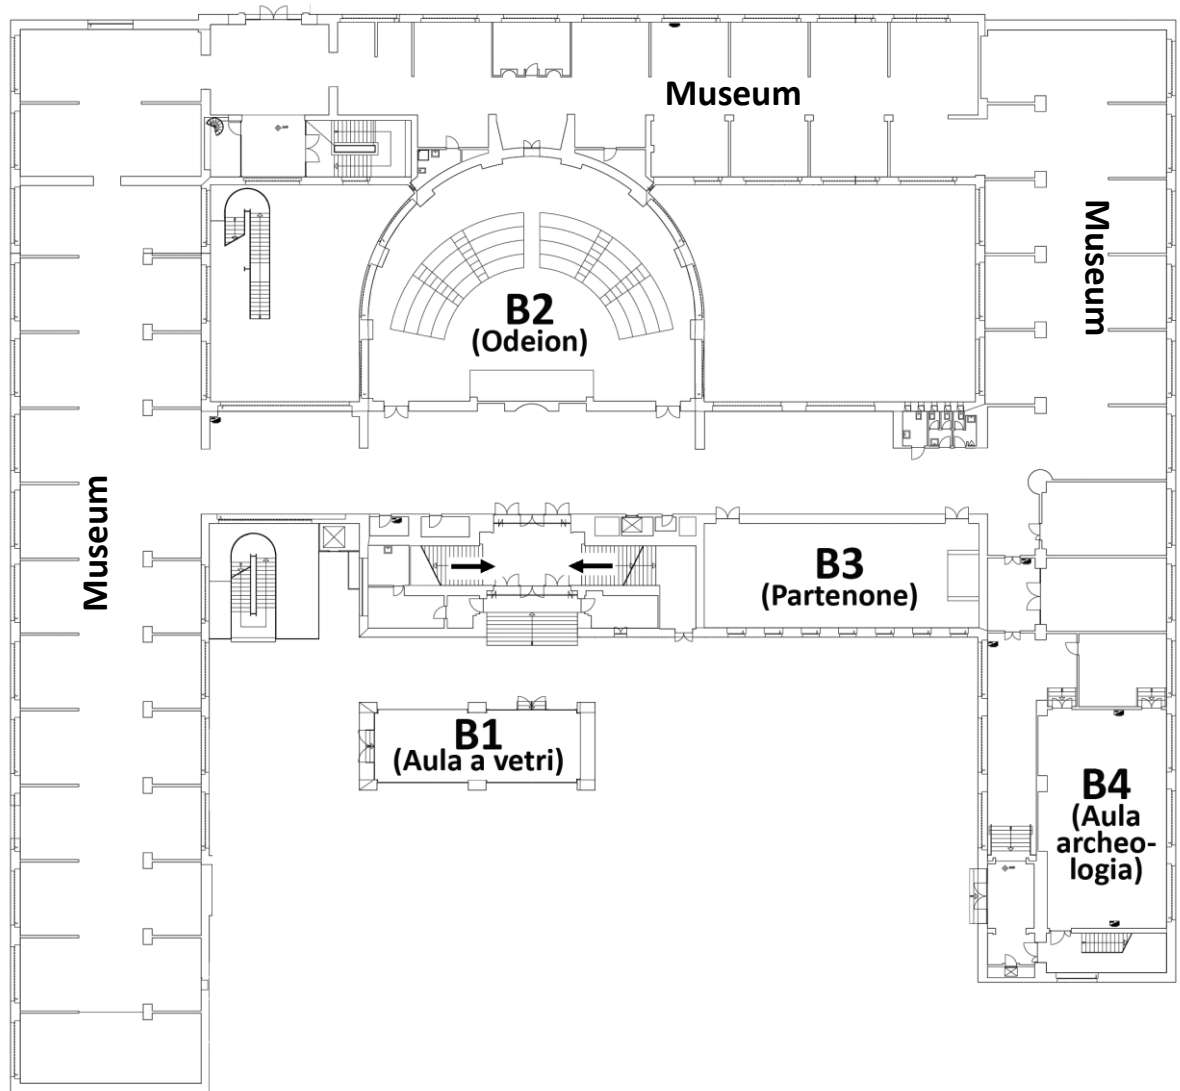 Museum
Museum
B2
(Odeion)
Museum
B3
(Partenone)
B1
(Aula a vetri)
B4
(Aula
archeo-
logia)